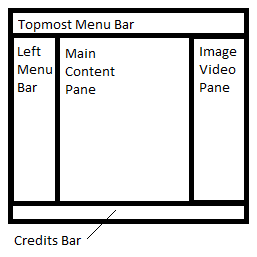 Topmost Menu Bar
Left
Menu
Bar
Main
Content
Pane
Image
Video
Pane
Credits Bar